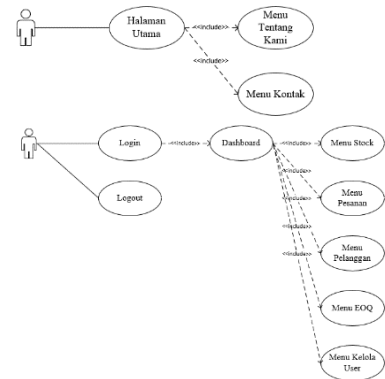 Halaman
Utama
<<Include>>
Menu
Tentang
Kami
<<Include>>
Menu Kontak
Login
<<Include>>
Dashboard
<<Include>>
Menu Stock
Logout
<<Include>>
Menu
Pesanan
<<Include>>
Menu
Pelanggan
<<Include>>
Menu EOQ
Menu Kelola
User